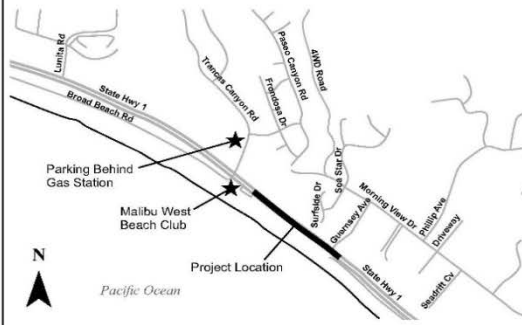 Lunita Rd
State Hwy 1
Broad Beach Rd
Trancas Canyon Rd
Paseo Canyon Rd
Frondosa Dr
4WD Road
Parking Behind
Gas Station
Malibu West
Beach Club
Sea Star Dr
Surfside Dr
Guernsey Ave
Morning View Dr
Phillip Ave
Driveway
Project Location
State Hwy 1
Seadrift Cv
N
Pacific Ocean